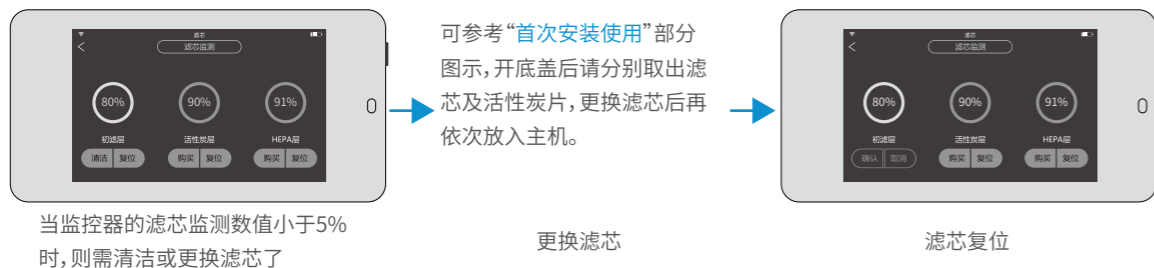 滤芯
滤芯监测
80%
90%
91%
初滤层
活性炭层
HEPA层
清洁 复位
购买 复位
购买 复位
当监控器的滤芯监测数值小于5%
时,则需清洁或更换滤芯了
可参考“首次安装使用”部分
图示,开底盖后请分别取出滤
芯及活性炭片,更换滤芯后再
依次放入主机。
更换滤芯
滤芯
滤芯监测
80%
90%
91%
初滤层
活性炭层
HEPA层
确认 取消
购买 复位
购买 复位
滤芯复位